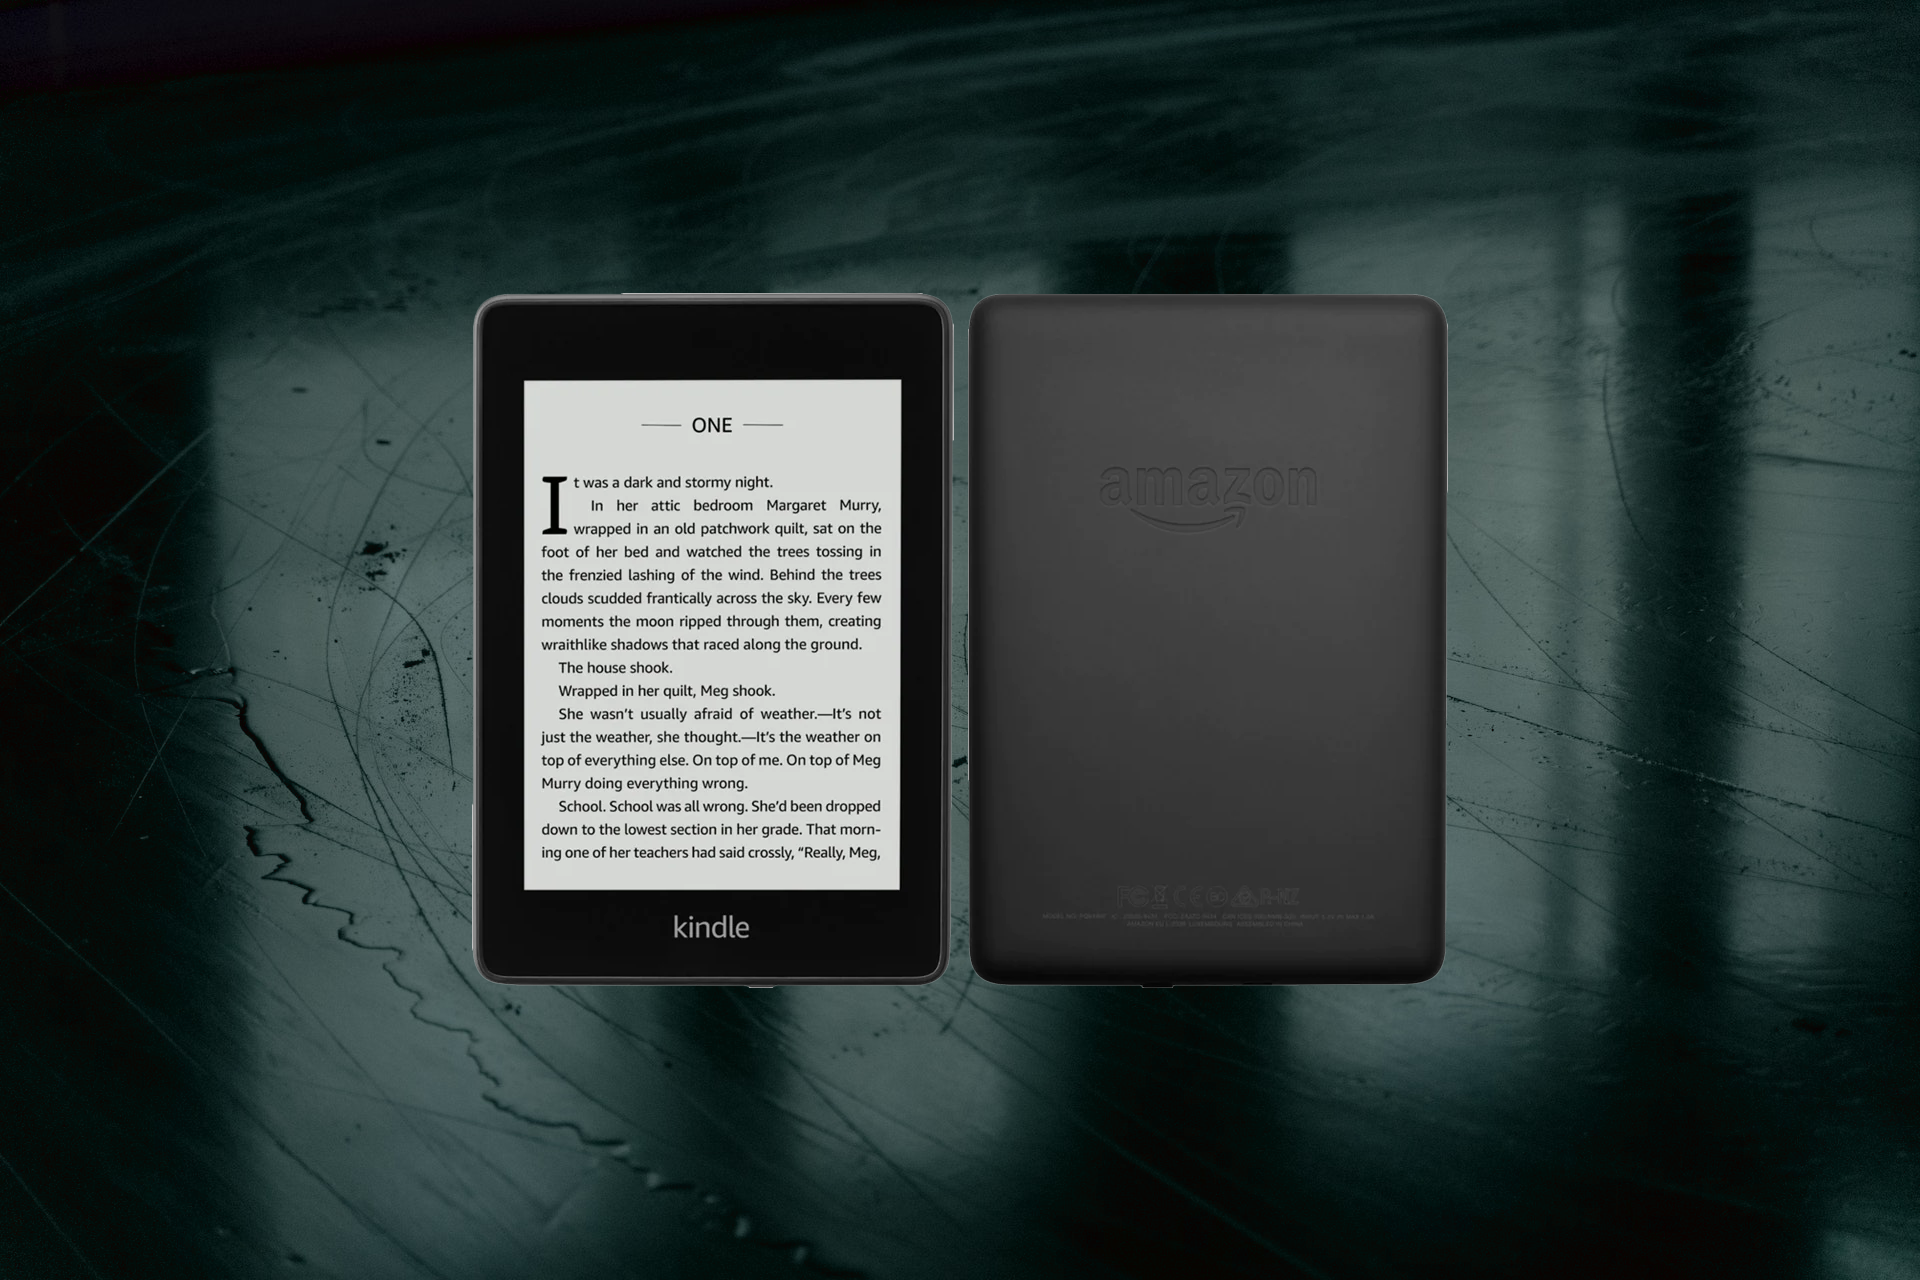 ONE
It was a dark and stormy night.
In her attic bedroom Margaret Murry,
wrapped in an old patchwork quilt, sat on the
foot of her bed and watched the trees tossing in
the frenzied lashing of the wind. Behind the trees
clouds scudded frantically across the sky. Every few
moments the moon ripped through them, creating
wraithlike shadows that raced along the ground.
The house shook.
Wrapped in her quilt, Meg shook.
She wasn’t usually afraid of weather.—It’s not
just the weather, she thought.—It’s the weather on
top of everything else. On top of me. On top of Meg
Murry doing everything wrong.
School. School was all wrong. She’d been dropped
down to the lowest section in her grade. That morn-
ing one of her teachers had said crossly, “Really, Meg,
kindle
amazon
FC CE R-NZ